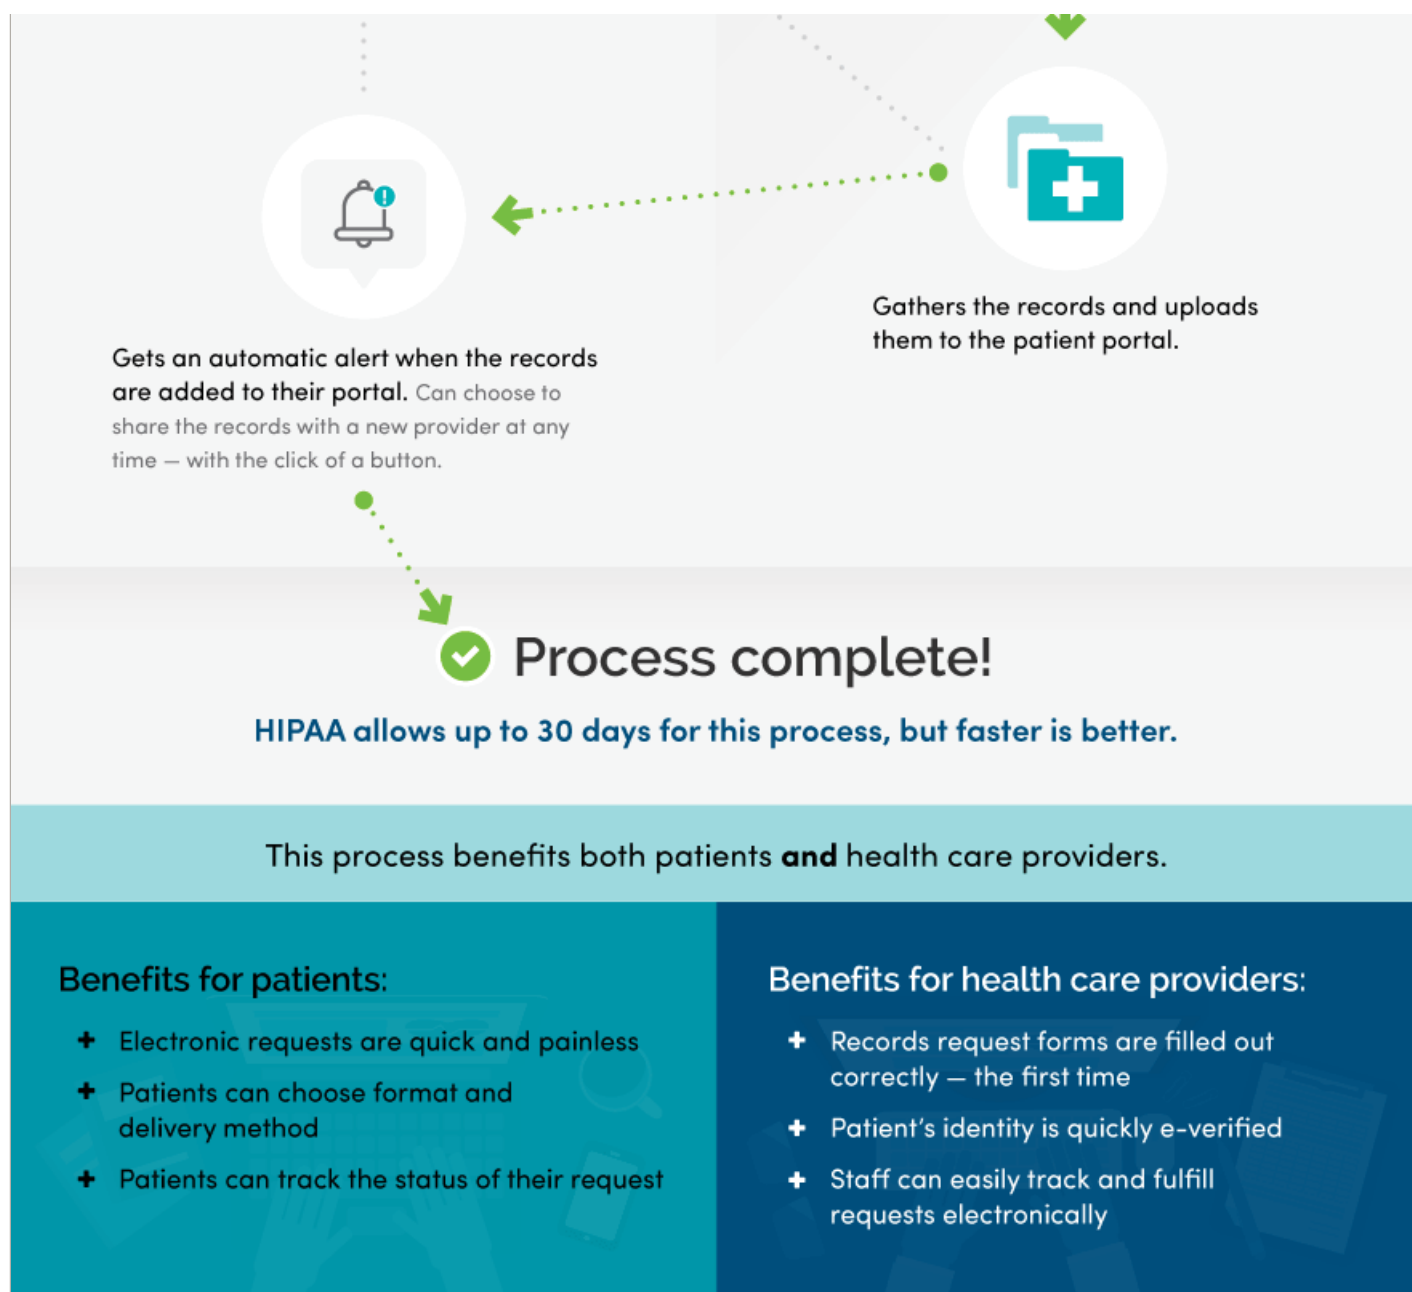 Gathers the records and uploads
them to the patient portal.
Gets an automatic alert when the records
are added to their portal. Can choose to
share the records with a new provider at any
time — with the click of a button.
Process complete!
HIPAA allows up to 30 days for this process, but faster is better.
This process benefits both patients and health care providers.
Benefits for patients:
+ Electronic requests are quick and painless
+ Patients can choose format and
delivery method
+ Patients can track the status of their request
Benefits for health care providers:
+ Records request forms are filled out
correctly — the first time
+ Patient's identity is quickly e-verified
+ Staff can easily track and fulfill
requests electronically